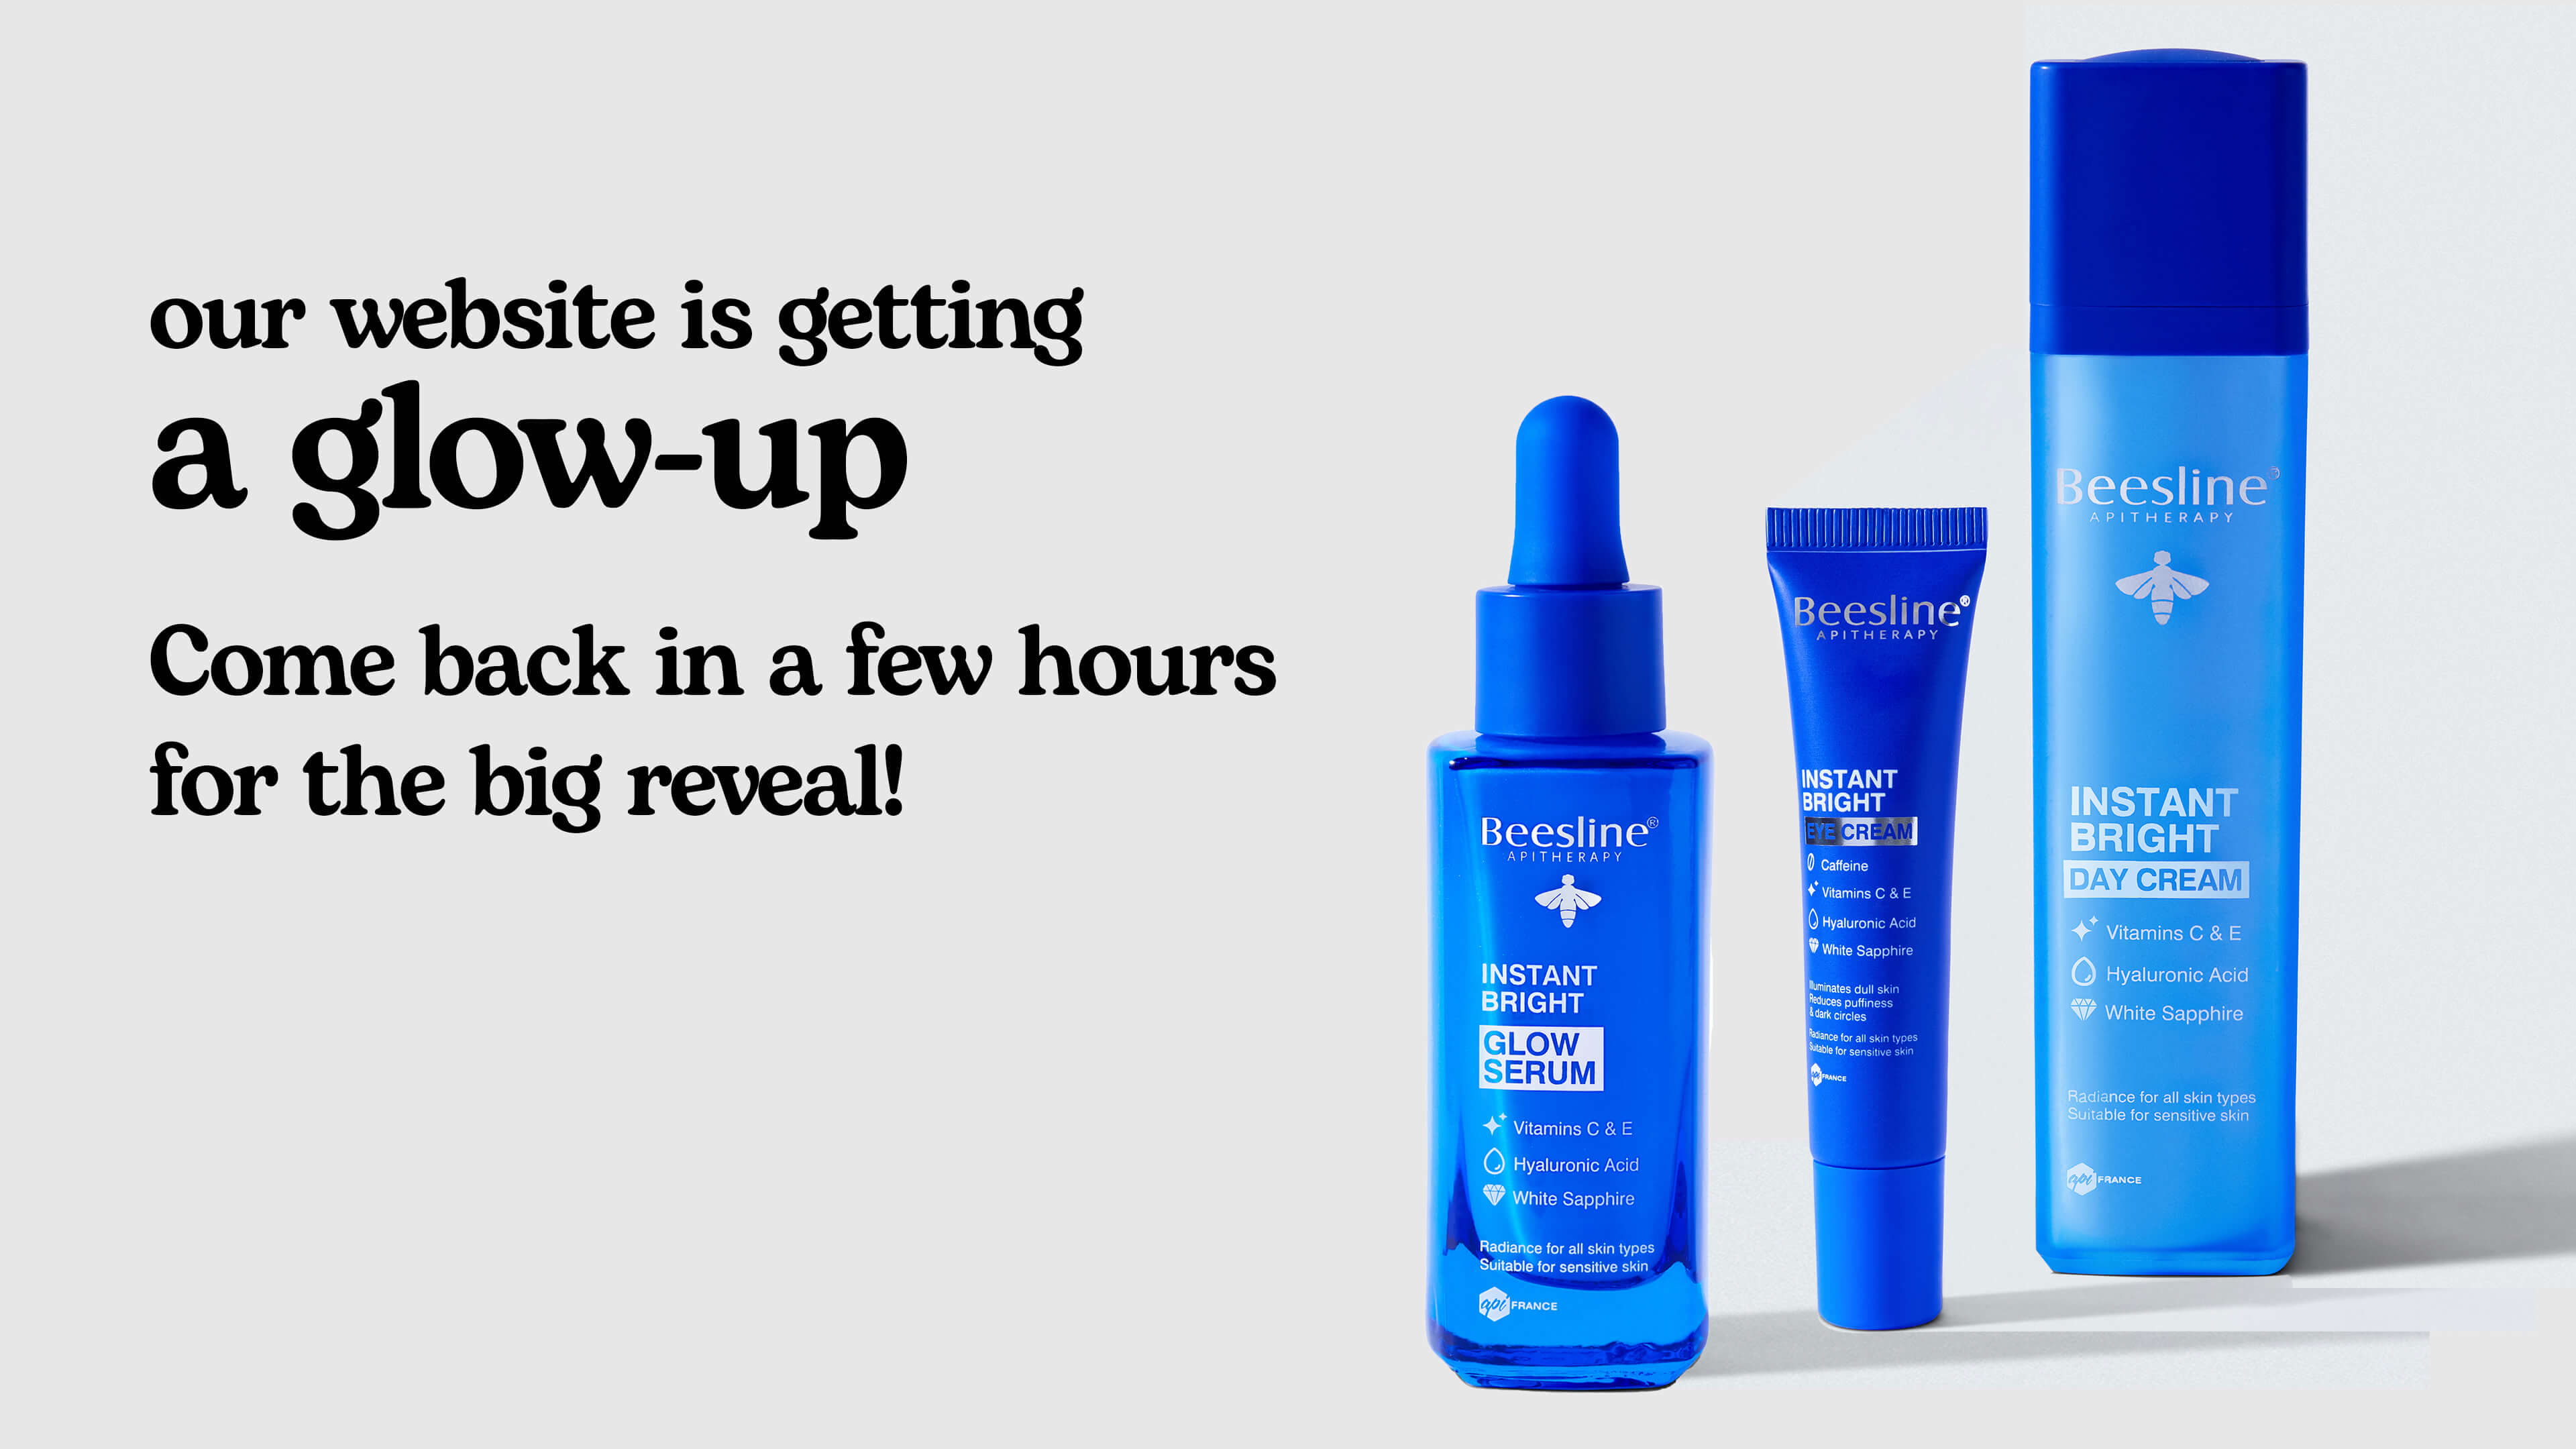 our website is getting
a glow-up
Come back in a few hours
for the big reveal!
Beesline®
APITHERAPY
INSTANT
BRIGHT
GLOW
SERUM
Vitamins C & E
Hyaluronic Acid
White Sapphire
Radiance for all skin types
Suitable for sensitive skin
api FRANCE
Beesline®
APITHERAPY
INSTANT
BRIGHT
EYE CREAM
Caffeine
Vitamins C & E
Hyaluronic Acid
White Sapphire
Illuminates dull skin
Reduces puffiness
& dark circles
Radiance for all skin types
Suitable for sensitive skin
api FRANCE
Beesline®
APITHERAPY
INSTANT
BRIGHT
DAY CREAM
Vitamins C & E
Hyaluronic Acid
White Sapphire
Radiance for all skin types
Suitable for sensitive skin
api FRANCE